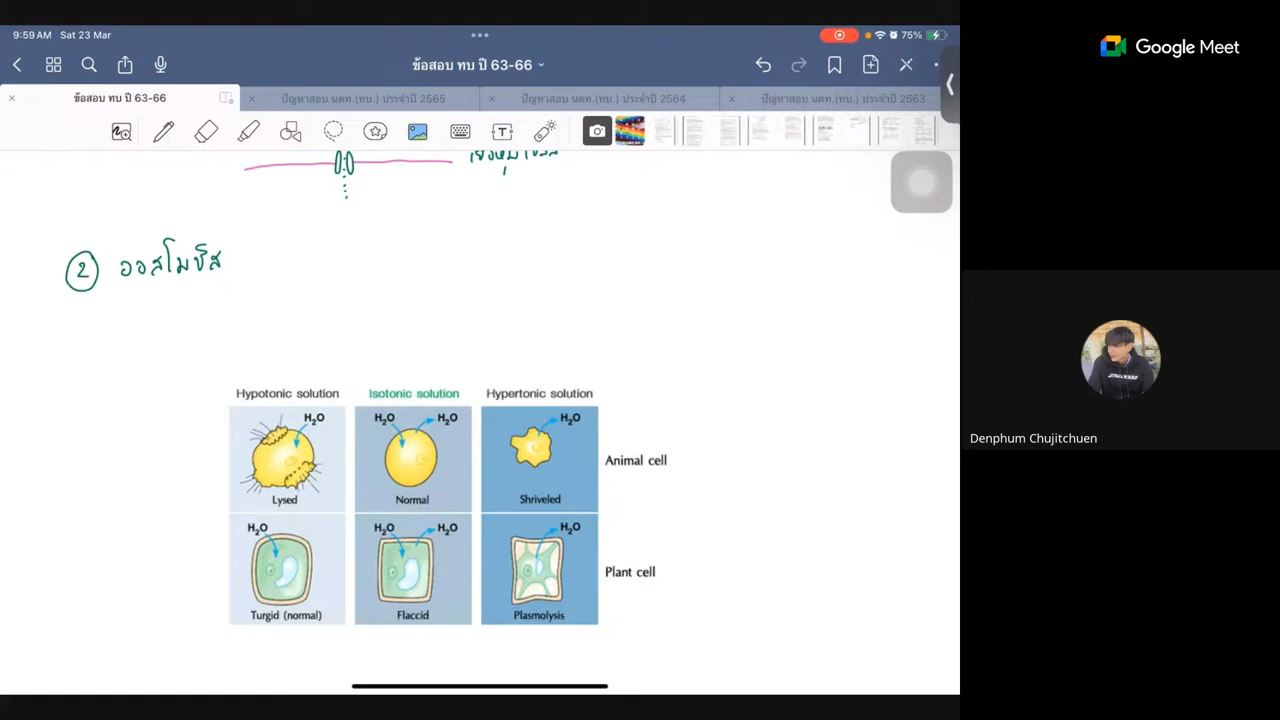 9:59 AM Sat 23 Mar
75%
Google Meet
ข้อสอบ ทบ ปี 63-66
ข้อสอบ ทบ ปี 63-66
ปัญหาสอบ นตท.(ทบ.) ประจำปี 2565
ปัญหาสอบ นตท.(ทบ.) ประจำปี 2564
ปัญหาสอบ นตท.(ทบ.) ประจำปี 2563
T
2 ออสโมซิส
Hypotonic solution Isotonic solution Hypertonic solution
H₂O H₂O H₂O H₂O
Animal cell
Lysed Normal Shriveled
H₂O H₂O H₂O H₂O
Plant cell
Turgid (normal) Flaccid Plasmolysis
Denphum Chujitchuen